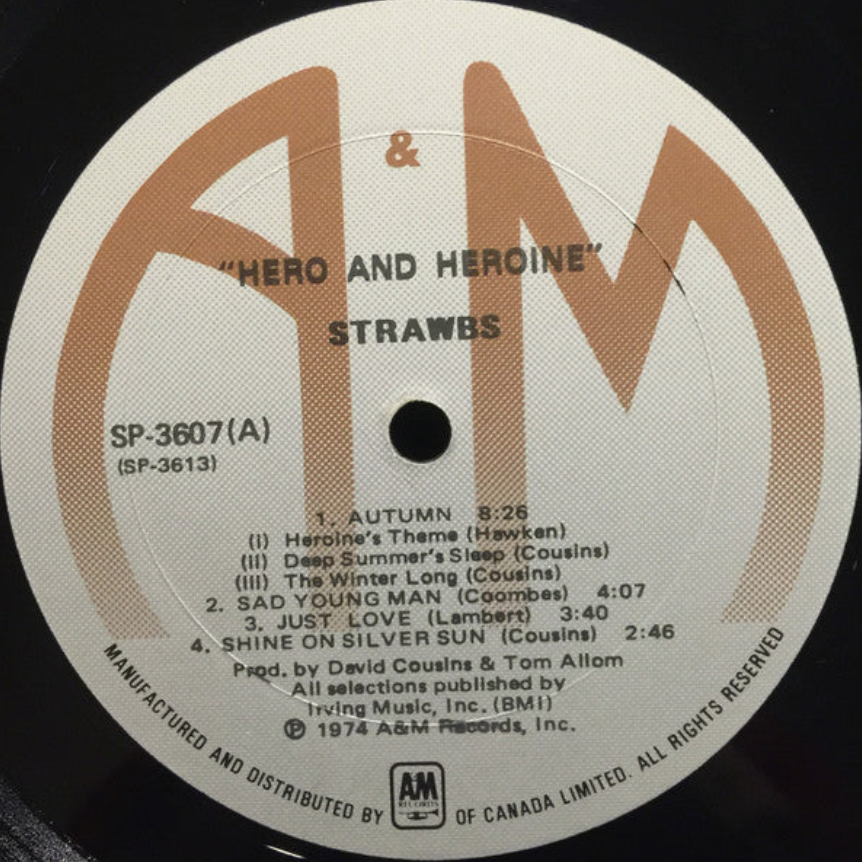 A & M
"HERO AND HEROINE"
STRAWBS
SP-3607(A)
(SP-3613)
1. AUTUMN 8:26
(I) Heroine's Theme (Hawken)
(II) Deep Summer's Sleep (Cousins)
(III) The Winter Long (Cousins)
2. SAD YOUNG MAN (Coombes) 4:07
3. JUST LOVE (Lambert) 3:40
4. SHINE ON SILVER SUN (Cousins) 2:46
Prod. by David Cousins & Tom Allom
All selections published by
Irving Music, Inc. (BMI)
℗ 1974 A&M Records, Inc.
MANUFACTURED AND DISTRIBUTED BY A&M RECORDS OF CANADA LIMITED. ALL RIGHTS RESERVED